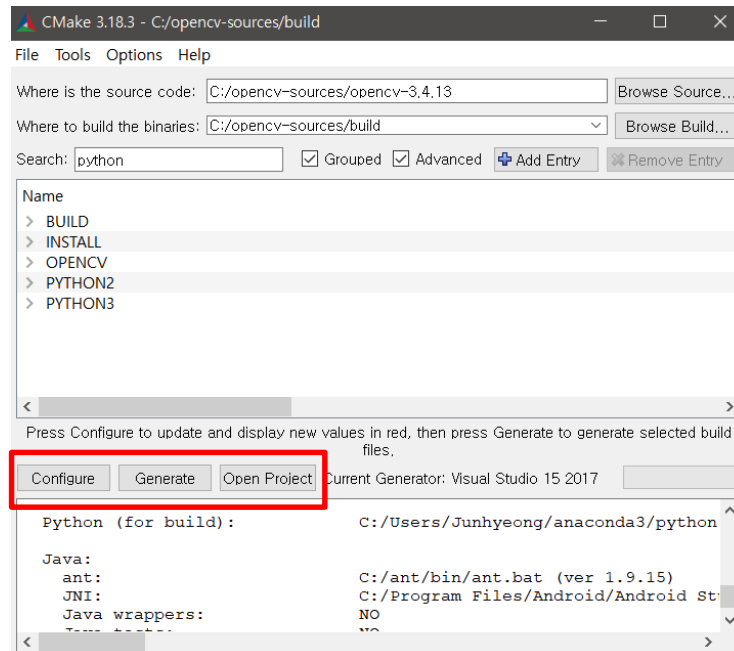 CMake 3.18.3 - C:/opencv-sources/build
File Tools Options Help
Where is the source code: C:/opencv-sources/opencv-3.4.13 Browse Source...
Where to build the binaries: C:/opencv-sources/build Browse Build...
Search: python Grouped Advanced Add Entry Remove Entry
Name
BUILD
INSTALL
OPENCV
PYTHON2
PYTHON3
Press Configure to update and display new values in red, then press Generate to generate selected build
files.
Configure Generate Open Project Current Generator: Visual Studio 15 2017
Python (for build): C:/Users/Junhyeong/anaconda3/python
Java:
ant: C:/ant/bin/ant.bat (ver 1.9.15)
JNI: C:/Program Files/Android/Android St
Java wrappers: NO